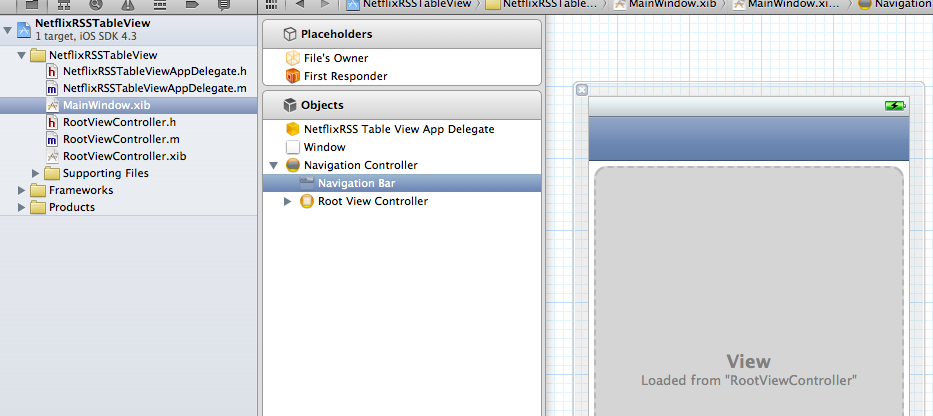 NetflixRSSTableView
NetflixRSSTable...
MainWindow.xib
MainWindow.xi...
Navigation
NetflixRSSTableView
1 target, iOS SDK 4.3
NetflixRSSTableView
h NetflixRSSTableViewAppDelegate.h
m NetflixRSSTableViewAppDelegate.m
MainWindow.xib
h RootViewController.h
m RootViewController.m
RootViewController.xib
Supporting Files
Frameworks
Products
Placeholders
File's Owner
First Responder
Objects
NetflixRSS Table View App Delegate
Window
Navigation Controller
Navigation Bar
Root View Controller
View
Loaded from "RootViewController"